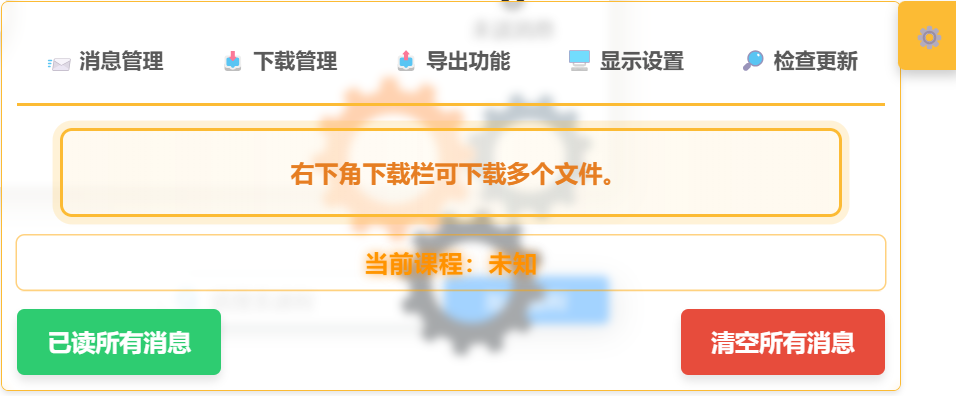 消息管理 下载管理 导出功能 显示设置 检查更新
右下角下载栏可下载多个文件。
当前课程：未知
已读所有消息 清空所有消息